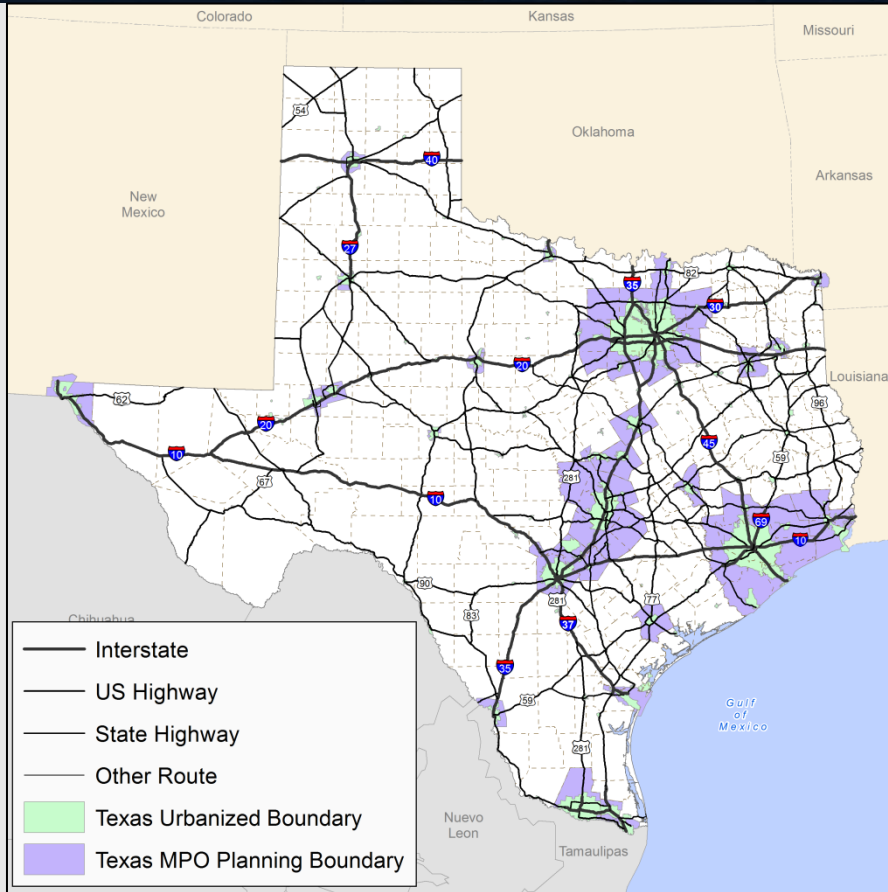 Colorado
Kansas
Missouri
54
Oklahoma
40
Arkansas
New
Mexico
27
82
35
30
20
Louisiana
62
96
20
45
59
10
281
67
10
69
10
90
281
77
83
37
Chihuahua
35
59
Gulf
of
Mexico
281
Nuevo
Leon
Tamaulipas
Interstate
US Highway
State Highway
Other Route
Texas Urbanized Boundary
Texas MPO Planning Boundary